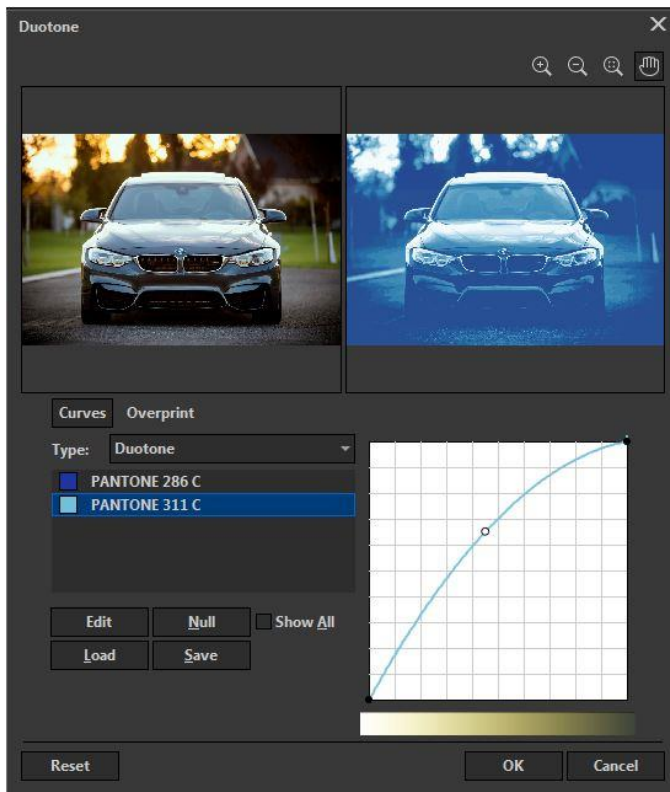 Duotone
Curves Overprint
Type: Duotone
PANTONE 286 C
PANTONE 311 C
Edit Null Show All
Load Save
Reset OK Cancel